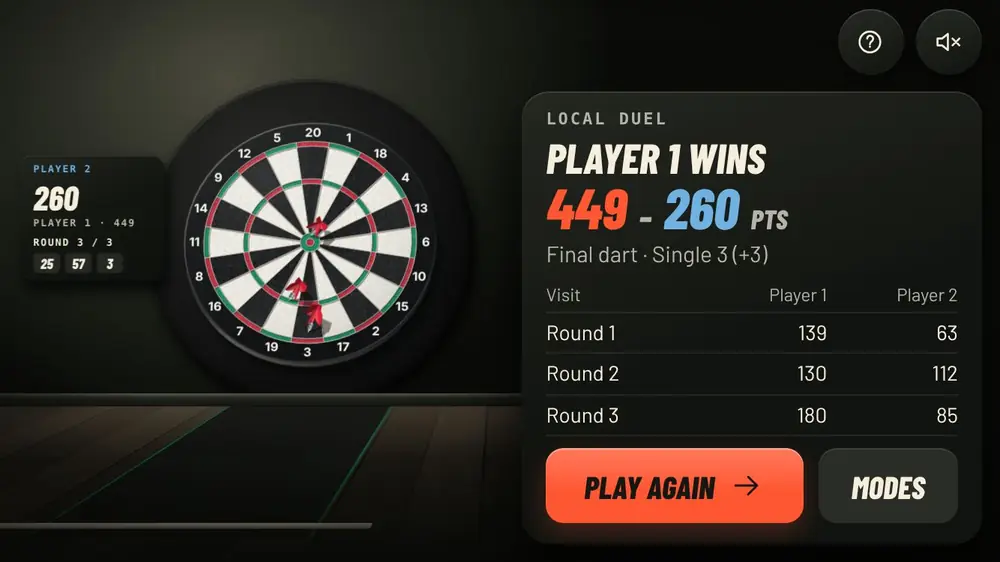 PLAYER 2
260
PLAYER 1 · 449
ROUND 3 / 3
25 57 3
20
1
18
4
13
6
10
15
2
17
3
19
7
16
8
11
14
9
12
5
LOCAL DUEL
PLAYER 1 WINS
449 - 260 PTS
Final dart · Single 3 (+3)
Visit Player 1 Player 2
Round 1 139 63
Round 2 130 112
Round 3 180 85
PLAY AGAIN →
MODES